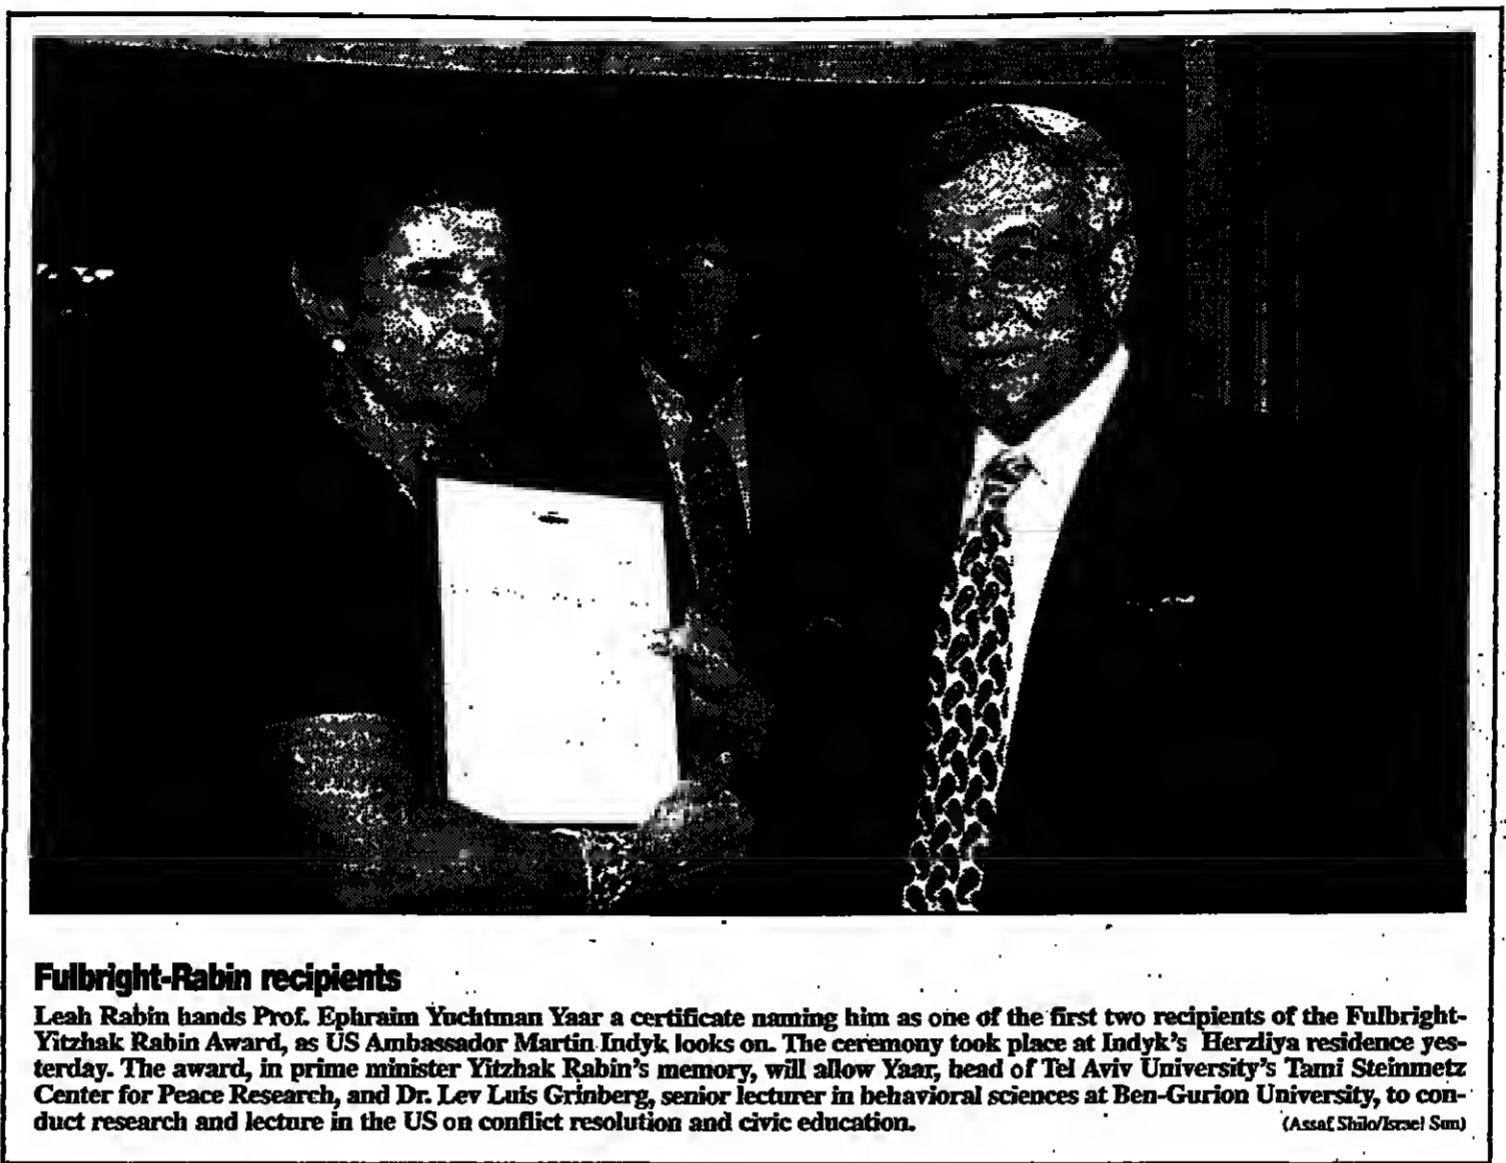 Fulbright-Rabin recipients
Leah Rabin hands Prof. Ephraim Yuchtman Yaar a certificate naming him as one of the first two recipients of the Fulbright-
Yitzhak Rabin Award, as US Ambassador Martin Indyk looks on. The ceremony took place at Indyk's Herzliya residence yes-
terday. The award, in prime minister Yitzhak Rabin's memory, will allow Yaar, head of Tel Aviv University's Tami Steinmetz
Center for Peace Research, and Dr. Lev Luis Grinberg, senior lecturer in behavioral sciences at Ben-Gurion University, to con-
duct research and lecture in the US on conflict resolution and civic education.
(Assaf Shilo/Israel Sun)